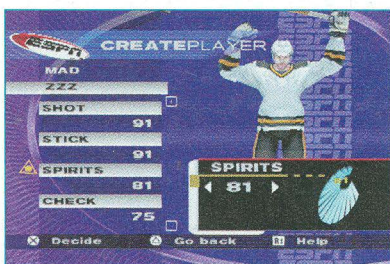 ESPN
CREATEPLAYER
MAD
ZZZ
SHOT
91
STICK
91
SPIRITS
81
CHECK
75
SPIRITS
81
Decide
Go back
R1 Help